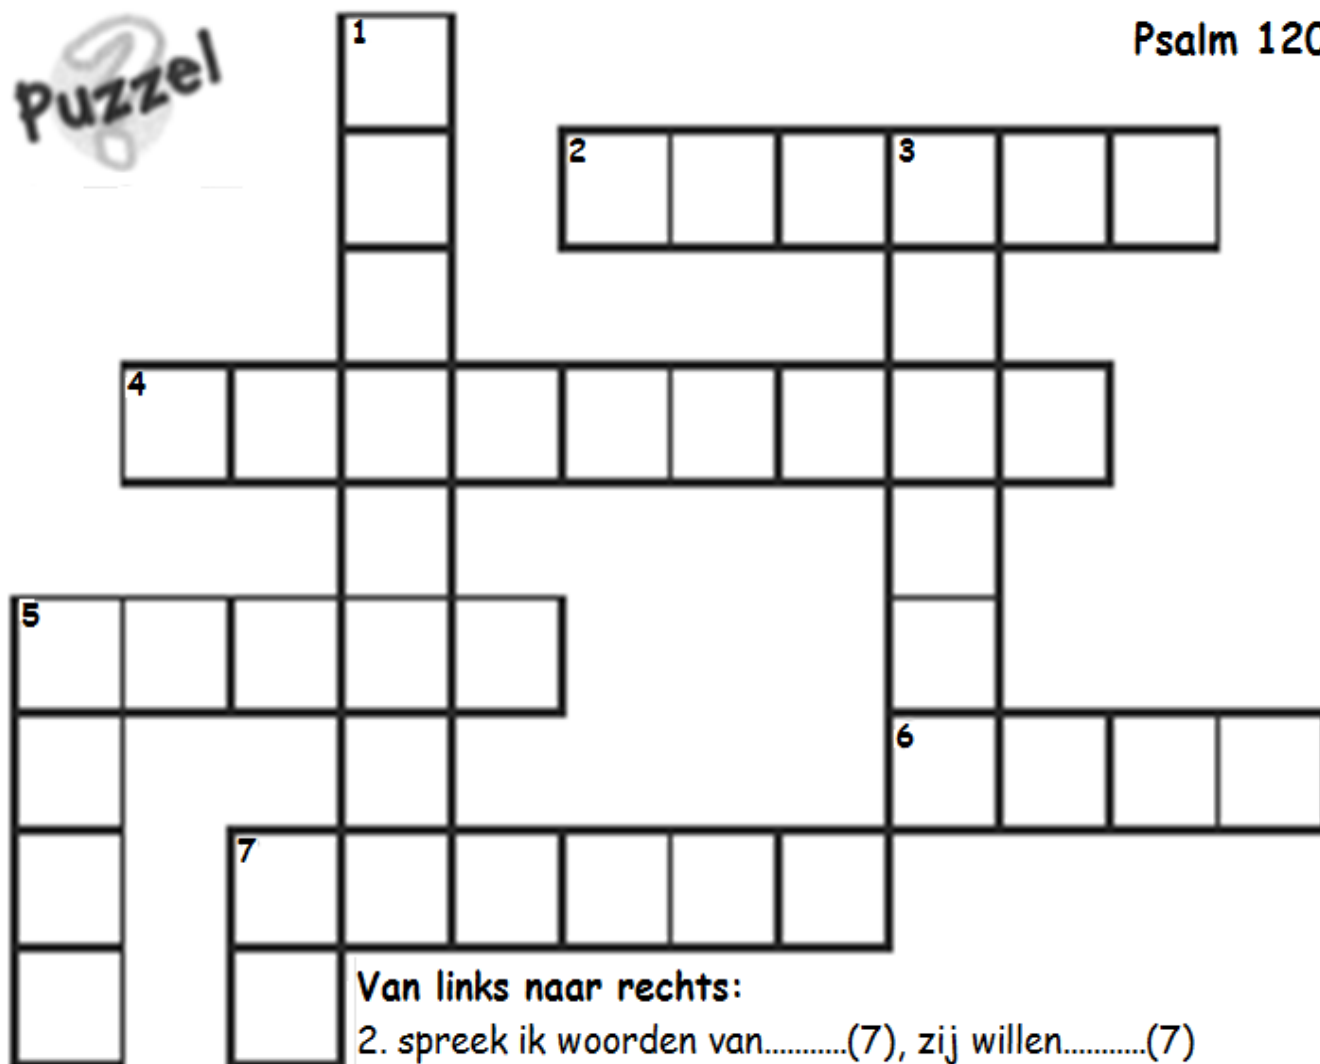 Puzzel
Psalm 120
1
2
3
4
5
6
7
Van links naar rechts:
2. spreek ik woorden van...........(7), zij willen...........(7)